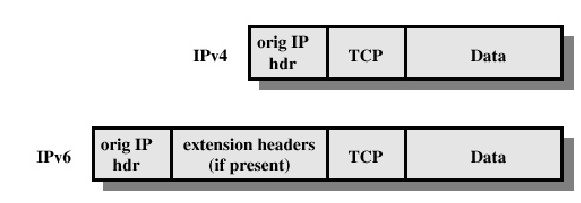 IPv4
orig IP
hdr
TCP
Data
IPv6
orig IP
hdr
extension headers
(if present)
TCP
Data